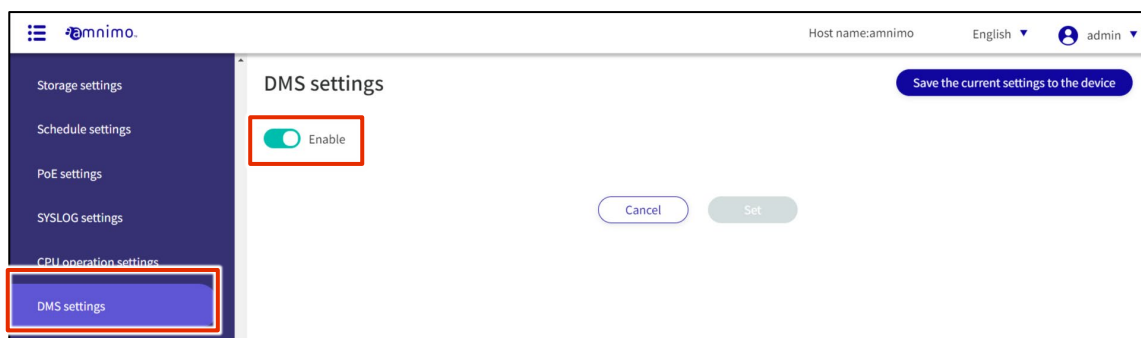 amnimo.
Host name:amnimo
English
admin
Storage settings
Schedule settings
PoE settings
SYSLOG settings
CPU operation settings
DMS settings
DMS settings
Save the current settings to the device
Enable
Cancel
Set